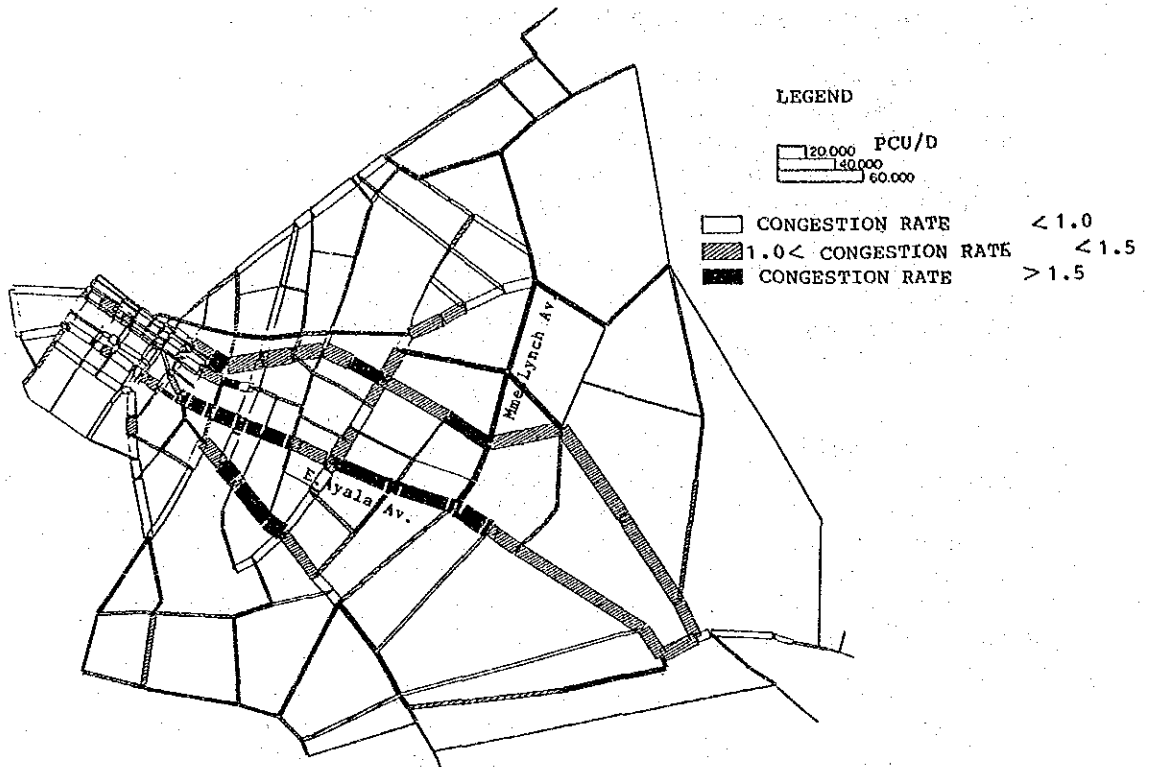 LEGEND
PCU/D
20.000
40.000
60.000
CONGESTION RATE < 1.0
1.0 < CONGESTION RATE < 1.5
CONGESTION RATE > 1.5
Mme Lynch Av.
E.Ayala Av.